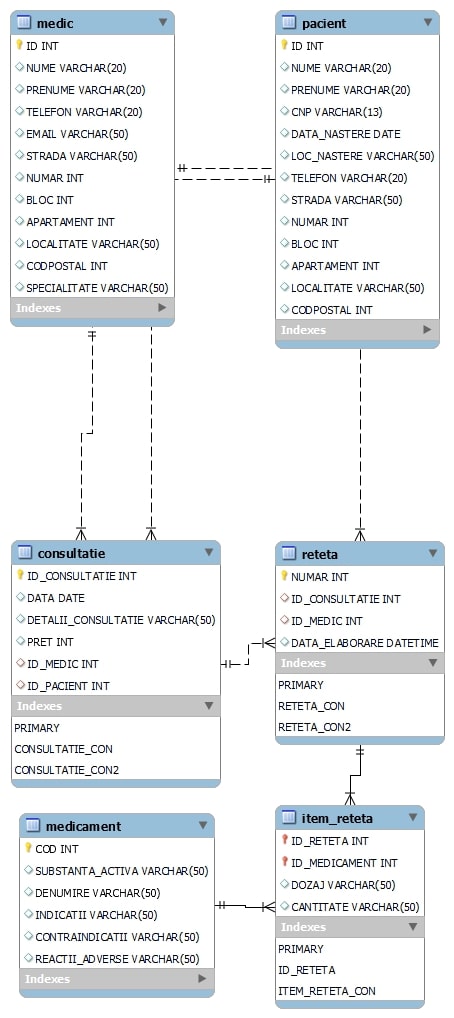 medic
ID INT
NUME VARCHAR(20)
PRENUME VARCHAR(20)
TELEFON VARCHAR(20)
EMAIL VARCHAR(50)
STRADA VARCHAR(50)
NUMAR INT
BLOC INT
APARTAMENT INT
LOCALITATE VARCHAR(50)
CODPOSTAL INT
SPECIALITATE VARCHAR(50)
Indexes
pacient
ID INT
NUME VARCHAR(20)
PRENUME VARCHAR(20)
CNP VARCHAR(13)
DATA_NASTERE DATE
LOC_NASTERE VARCHAR(50)
TELEFON VARCHAR(20)
STRADA VARCHAR(50)
NUMAR INT
BLOC INT
APARTAMENT INT
LOCALITATE VARCHAR(50)
CODPOSTAL INT
Indexes
consultatie
ID_CONSULTATIE INT
DATA DATE
DETALII_CONSULTATIE VARCHAR(50)
PRET INT
ID_MEDIC INT
ID_PACIENT INT
Indexes
PRIMARY
CONSULTATIE_CON
CONSULTATIE_CON2
reteta
NUMAR INT
ID_CONSULTATIE INT
ID_MEDIC INT
DATA_ELABORARE DATETIME
Indexes
PRIMARY
RETETA_CON
RETETA_CON2
medicament
COD INT
SUBSTANTA_ACTIVA VARCHAR(50)
DENUMIRE VARCHAR(50)
INDICATII VARCHAR(50)
CONTRAINDICATII VARCHAR(50)
REACTII_ADVERSE VARCHAR(50)
Indexes
item_reteta
ID_RETETA INT
ID_MEDICAMENT INT
DOZAJ VARCHAR(50)
CANTITATE VARCHAR(50)
Indexes
PRIMARY
ID_RETETA
ITEM_RETETA_CON